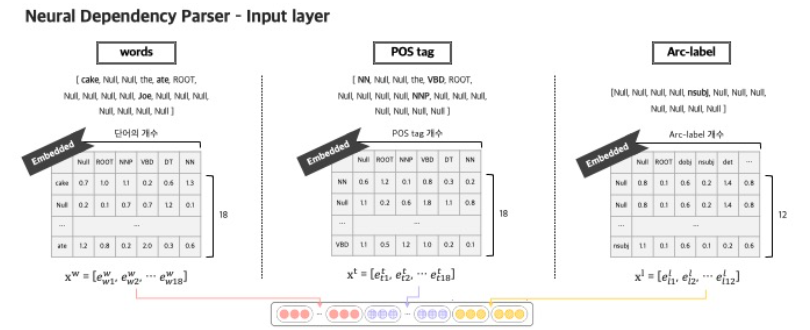 Neural Dependency Parser - Input layer
words
[ cake, Null, Null, the, ate, ROOT,
Null, Null, Null, Null, Joe, Null, Null, Null,
Null, Null, Null, Null ]
단어의 개수
Embedded
Null ROOT NNP VBD DT NN
cake 0.7 1.0 1.1 0.2 0.6 1.3
Null 0.2 0.1 0.7 0.7 1.2 0.1
... ...
ate 1.2 0.8 0.2 2.0 0.3 0.6
18
x^w = [e^w_{w1}, e^w_{w2}, ⋯ e^w_{w18}]
POS tag
[ NN, Null, Null, the, VBD, ROOT,
Null, Null, Null, Null, NNP, Null, Null, Null,
Null, Null, Null, Null ]
POS tag 개수
Embedded
Null ROOT NNP VBD DT NN
NN 0.6 1.2 0.1 0.8 0.3 0.2
Null 1.1 0.2 0.6 1.8 1.1 0.8
... ...
VBD 1.1 0.5 1.2 1.0 0.2 0.1
18
x^t = [e^t_{t1}, e^t_{t2}, ⋯ e^t_{t18}]
Arc-label
[Null, Null, Null, Null, nsubj, Null, Null, Null,
Null, Null, Null, Null ]
Arc-label 개수
Embedded
Null ROOT dobj nsubj det ...
Null 0.8 0.1 0.6 0.2 1.4 0.8
Null 0.8 0.1 0.6 0.2 1.4 0.8
... ...
nsubj 1.1 0.1 0.6 0.1 0.2 0.6
12
x^l = [e^l_{l1}, e^l_{l2}, ⋯ e^l_{l12}]